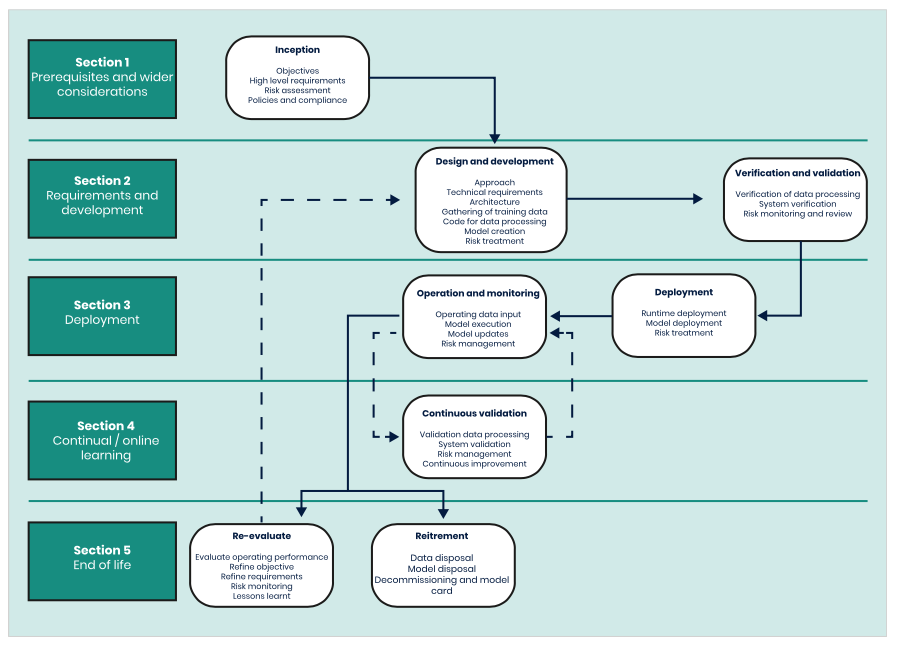 Section 1
Prerequisites and wider
considerations
Inception
Objectives
High level requirements
Risk assessment
Policies and compliance
Section 2
Requirements and
development
Design and development
Approach
Technical requirements
Architecture
Gathering of training data
Code for data processing
Model creation
Risk treatment
Verification and validation
Verification of data processing
System verification
Risk monitoring and review
Section 3
Deployment
Operation and monitoring
Operating data input
Model execution
Model updates
Risk management
Deployment
Runtime deployment
Model deployment
Risk treatment
Section 4
Continual / online
learning
Continuous validation
Validation data processing
System validation
Risk management
Continuous improvement
Section 5
End of life
Re-evaluate
Evaluate operating performance
Refine objective
Refine requirements
Risk monitoring
Lessons learnt
Reitrement
Data disposal
Model disposal
Decommissioning and model
card